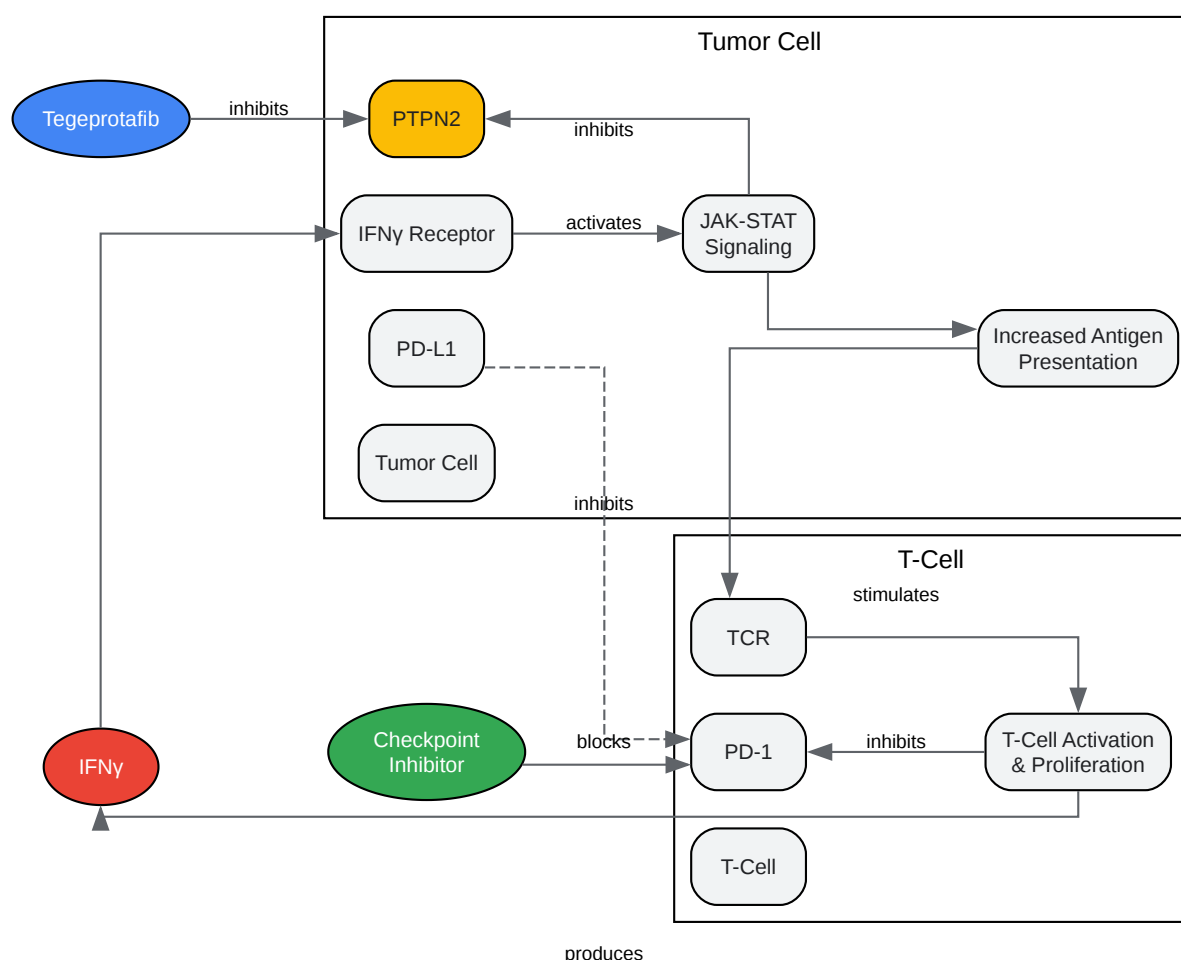 Tumor Cell
Tegeprotafib
inhibits
PTPN2
inhibits
IFNγ Receptor
activates
JAK-STAT
Signaling
PD-L1
Increased Antigen
Presentation
Tumor Cell
inhibits
T-Cell
stimulates
TCR
Checkpoint
Inhibitor
blocks
PD-1
inhibits
T-Cell Activation
& Proliferation
IFNγ
T-Cell
produces